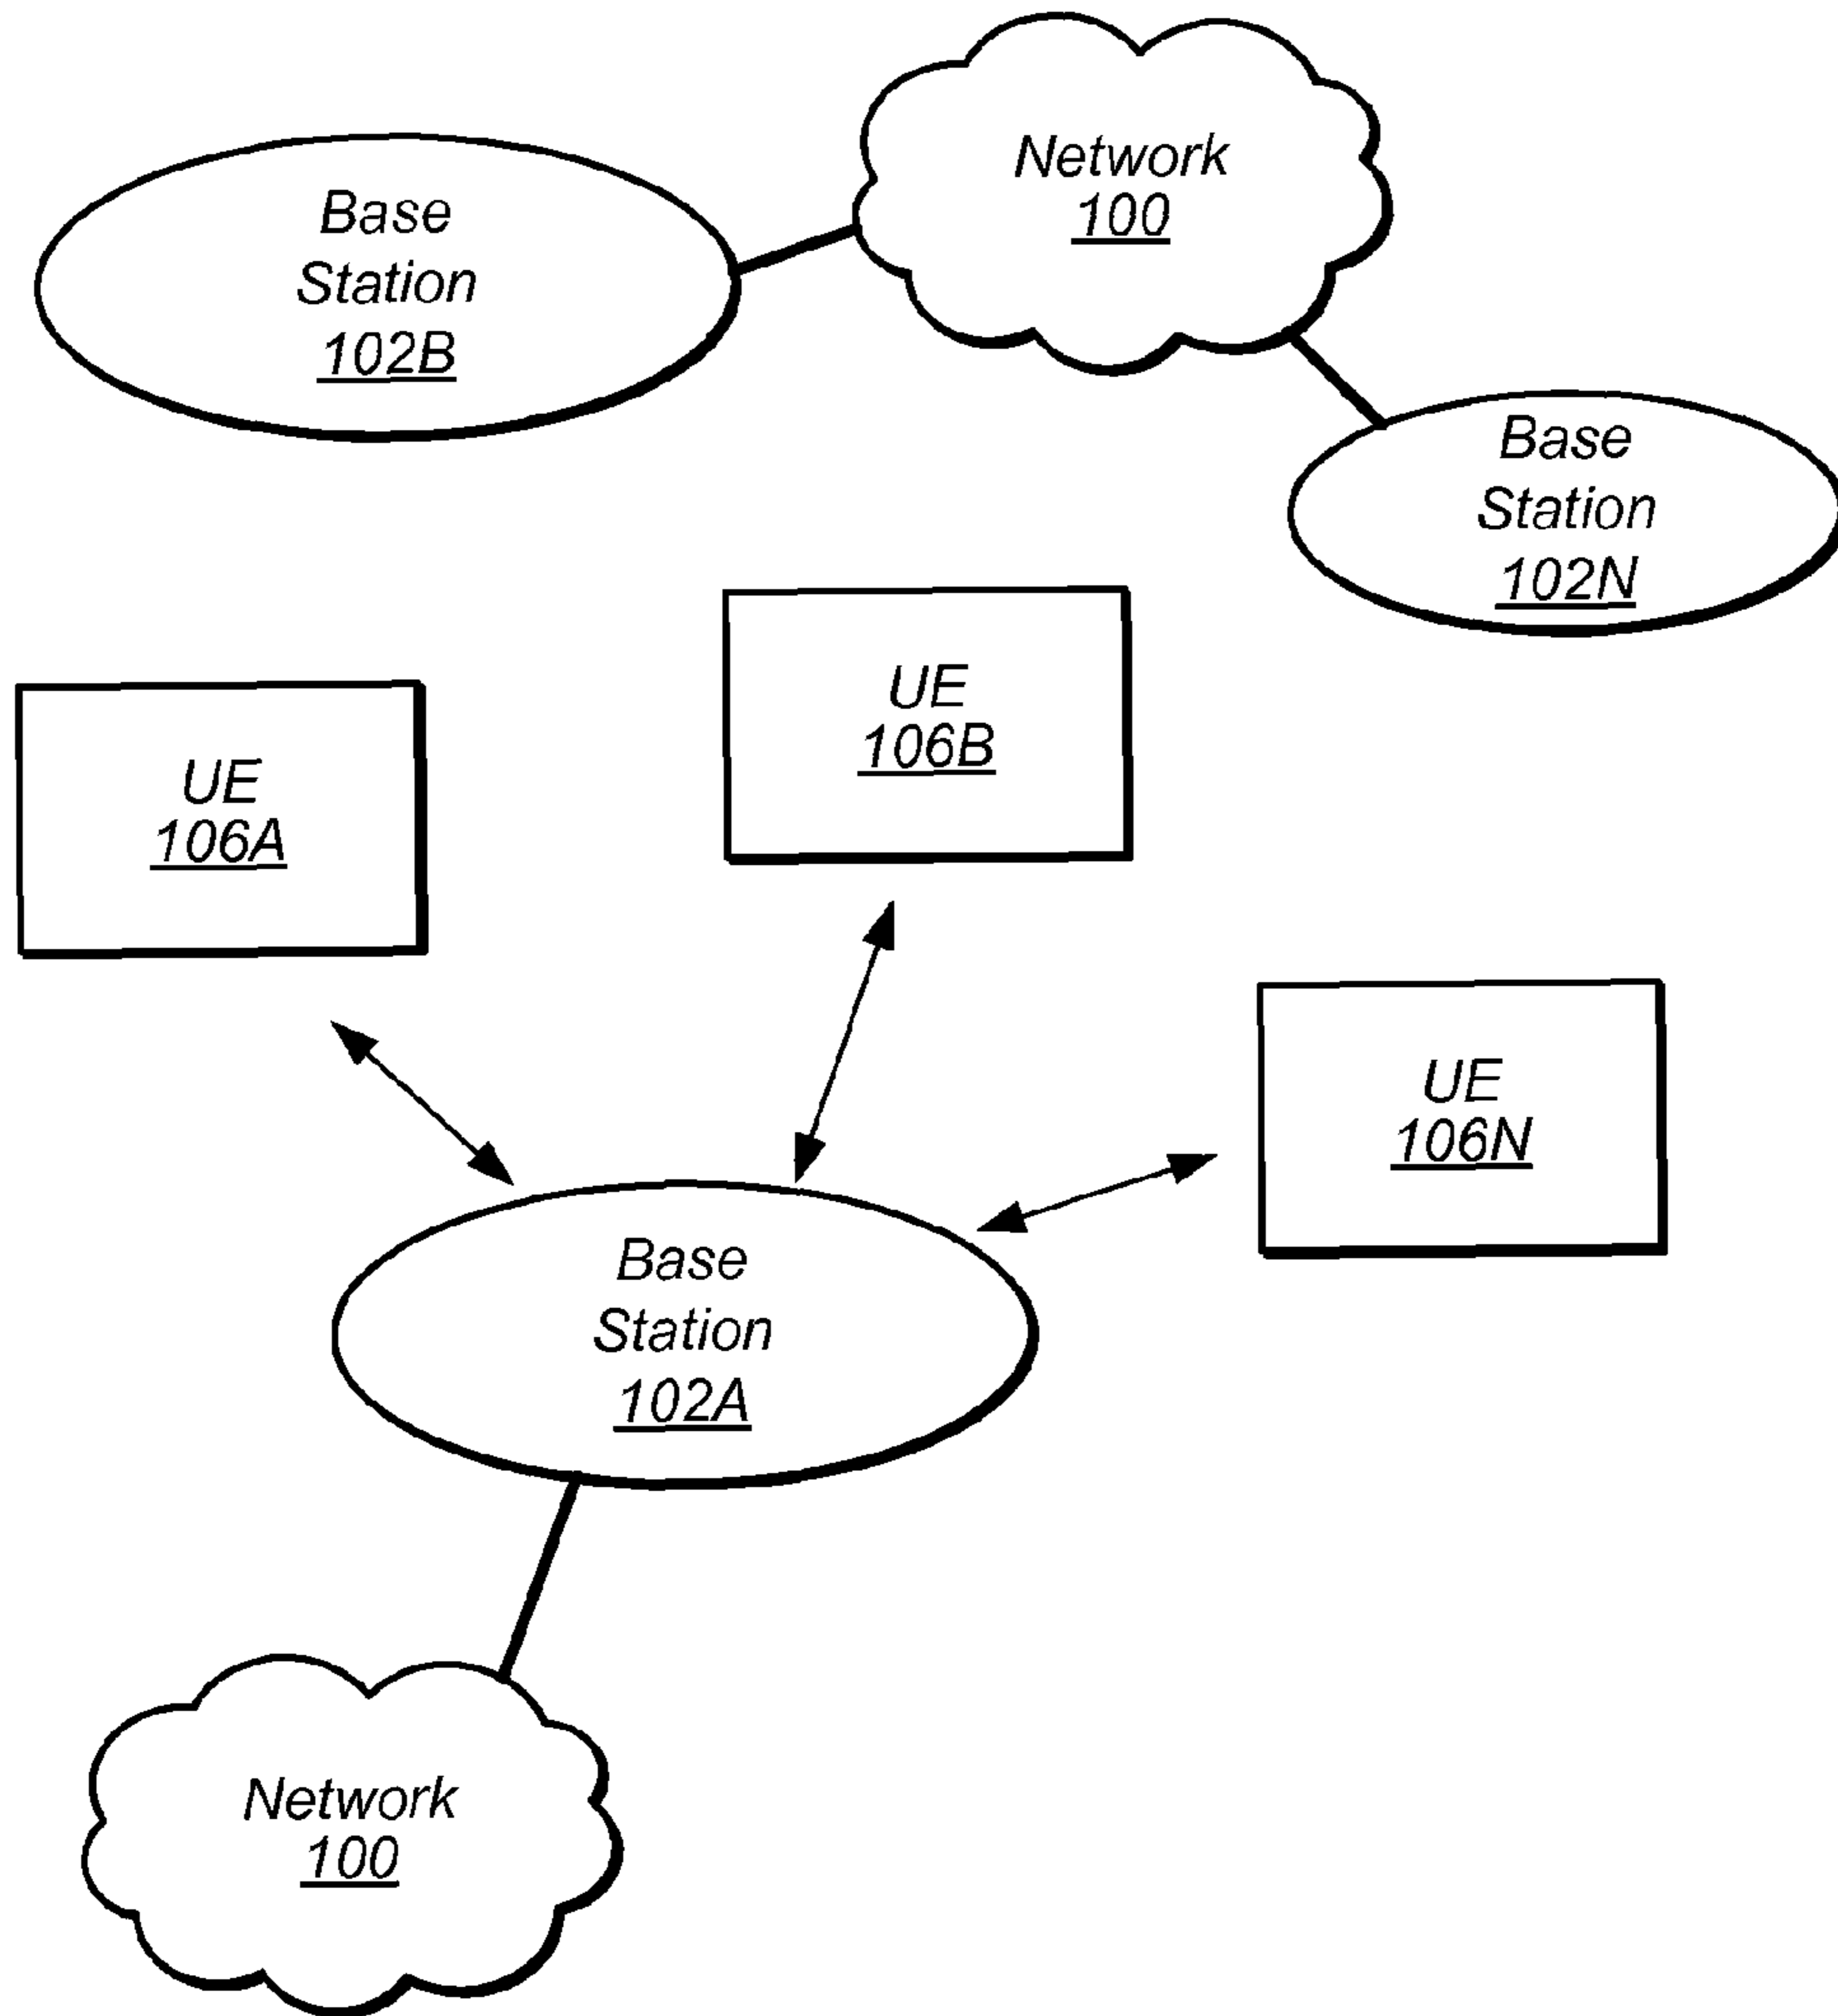 Network
100
Base
Station
102B
Base
Station
102N
UE
106B
UE
106A
UE
106N
Base
Station
102A
Network
100